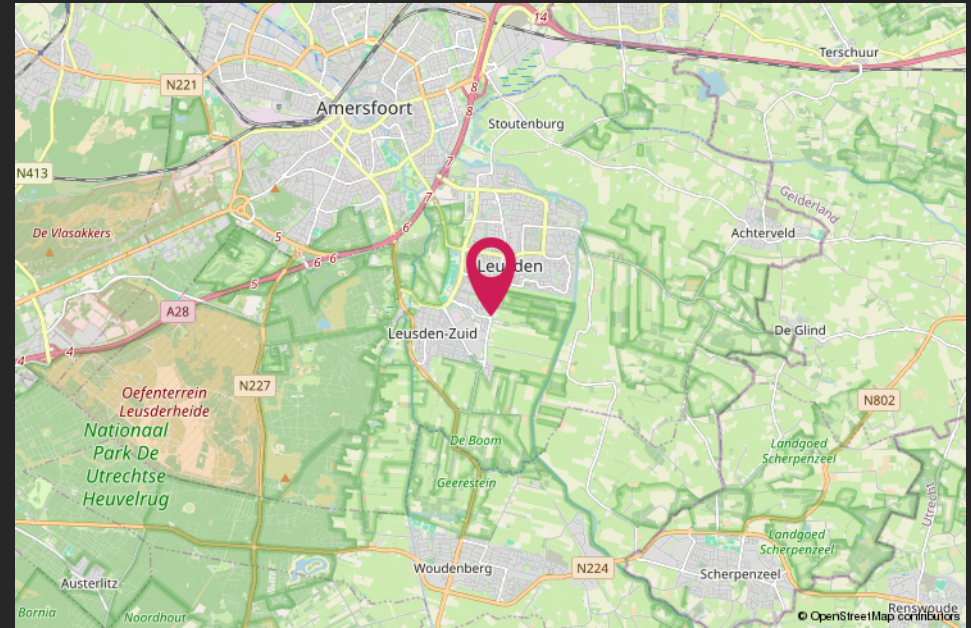 14
Terschuur
N221
8
Amersfoort
8
Stoutenburg
7
N413
Gelderland
7
De Vlasakkers
6
Achterveld
5
6
6
Leusden
5
A28
De Glind
Leusden-Zuid
4
4
N227
Oefenterrein
Leusderheide
N802
Nationaal
Park De
Utrechtse
Heuvelrug
De Boom
Landgoed
Scherpenzeel
Geerestein
Utrecht
Landgoed
Scherpenzeel
Woudenberg
N224
Scherpenzeel
Austerlitz
Renswoude
Bornia
Noordhout
© OpenStreetMap contributors